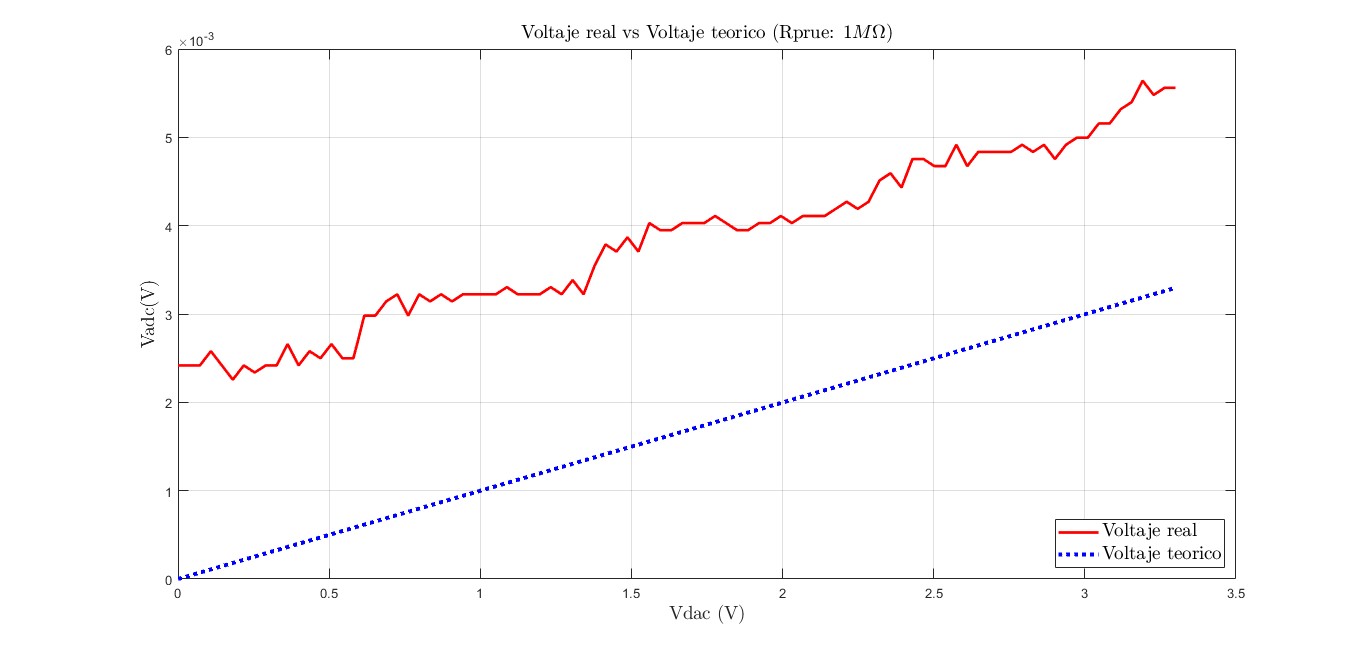 Voltaje real vs Voltaje teorico (Rprue: 1MΩ)
×10⁻³
6
5
4
3
2
1
0
Vadc(V)
0 0.5 1 1.5 2 2.5 3 3.5
Vdac (V)
Voltaje real
Voltaje teorico